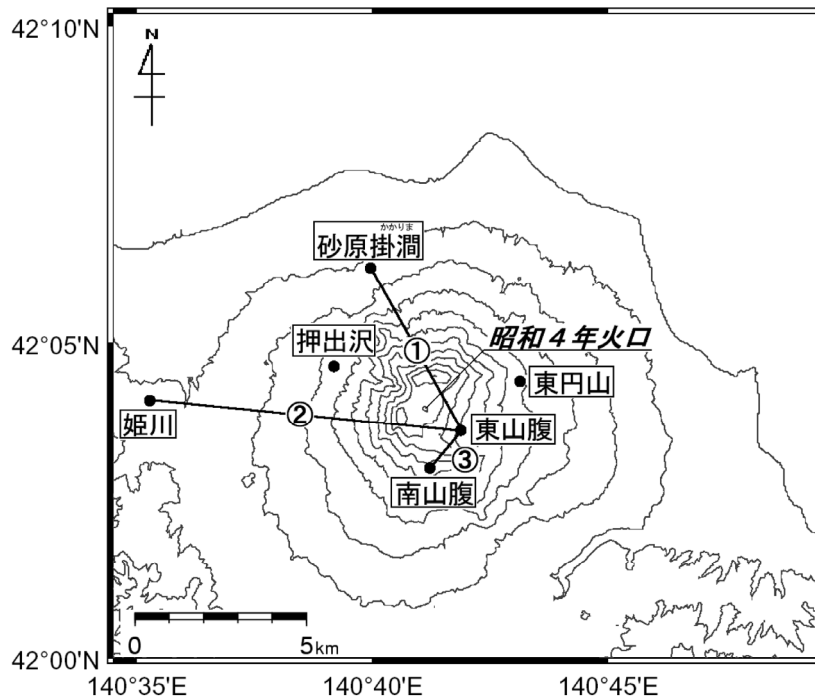 42°10'N
N
かかりま
砂原掛澗
押出沢
①
昭和４年火口
42°05'N
東円山
姫川
②
東山腹
③
南山腹
0
5km
42°00'N
140°35'E
140°40'E
140°45'E